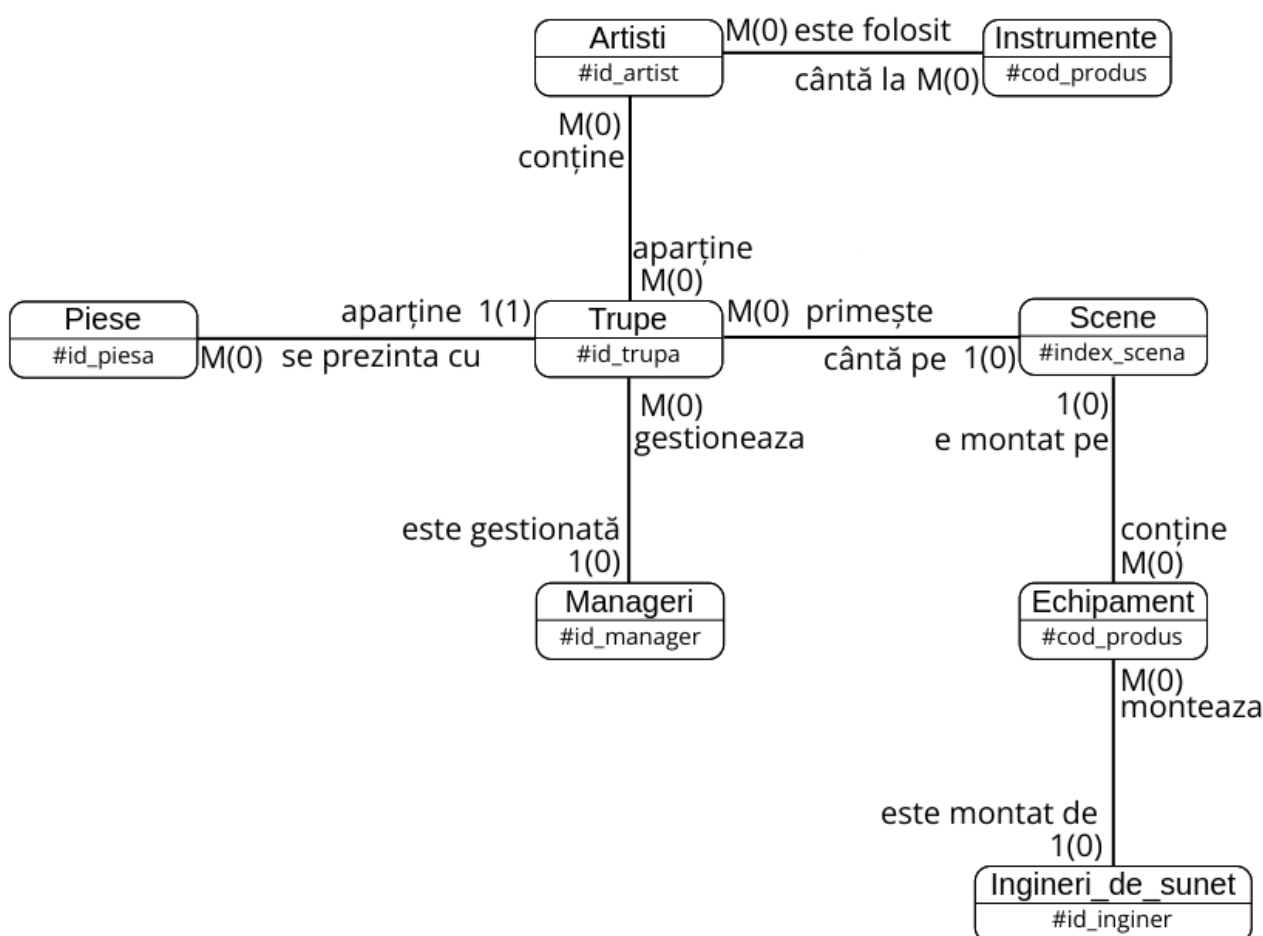 Artisti
#id_artist
M(0) este folosit
cântă la M(0)
Instrumente
#cod_produs
M(0)
conține
aparține
M(0)
Piese
#id_piesa
aparține 1(1)
M(0) se prezinta cu
Trupe
#id_trupa
M(0) primește
cântă pe 1(0)
Scene
#index_scena
M(0)
gestioneaza
1(0)
e montat pe
este gestionată
1(0)
conține
M(0)
Manageri
#id_manager
Echipament
#cod_produs
M(0)
monteaza
este montat de
1(0)
Ingineri_de_sunet
#id_inginer